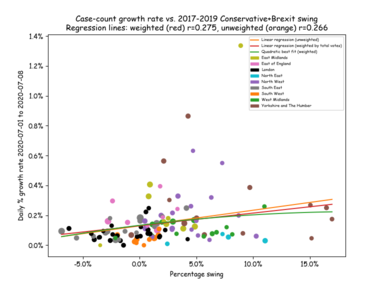 Case-count growth rate vs. 2017-2019 Conservative+Brexit swing
Regression lines: weighted (red) r=0.275, unweighted (orange) r=0.266
1.4%
1.2%
1.0%
0.8%
0.6%
0.4%
0.2%
0.0%
Daily % growth rate 2020-07-01 to 2020-07-08
Linear regression (unweighted)
Linear regression (weighted by total votes)
Quadratic best fit (weighted)
East Midlands
East of England
London
North East
North West
South East
South West
West Midlands
Yorkshire and The Humber
-5.0%
0.0%
5.0%
10.0%
15.0%
Percentage swing